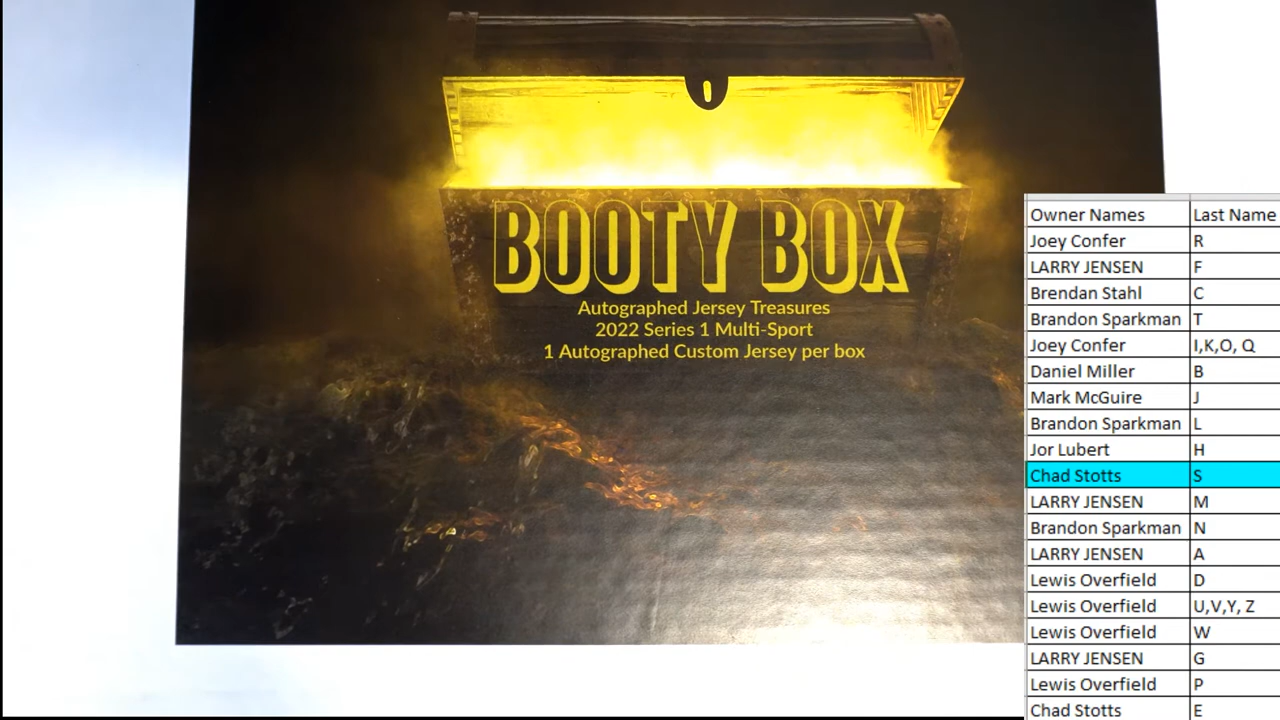 BOOTY BOX
Autographed Jersey Treasures
2022 Series 1 Multi-Sport
1 Autographed Custom Jersey per box
Owner Names Last Name
Joey Confer R
LARRY JENSEN F
Brendan Stahl C
Brandon Sparkman T
Joey Confer I,K,O, Q
Daniel Miller B
Mark McGuire J
Brandon Sparkman L
Jor Lubert H
Chad Stotts S
LARRY JENSEN M
Brandon Sparkman N
LARRY JENSEN A
Lewis Overfield D
Lewis Overfield U,V,Y, Z
Lewis Overfield W
LARRY JENSEN G
Lewis Overfield P
Chad Stotts E